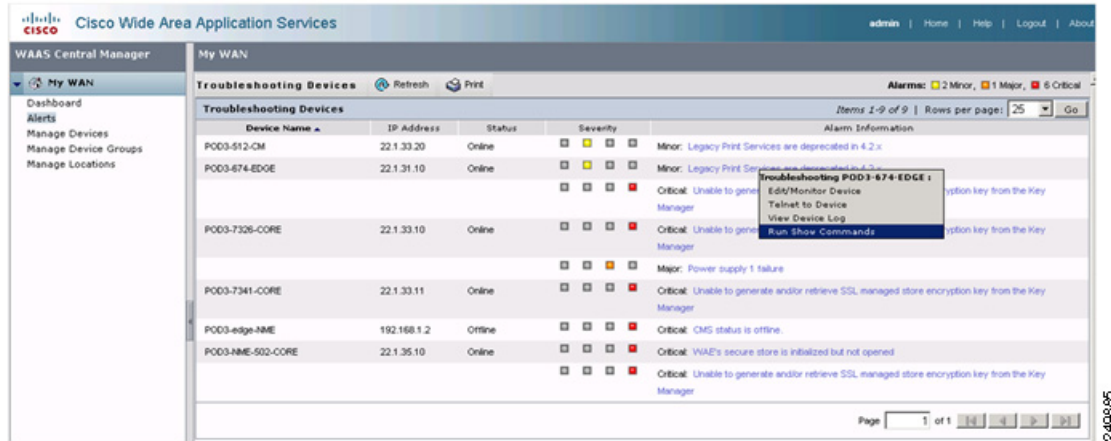 CISCO Cisco Wide Area Application Services admin | Home | Help | Logout | About
WAAS Central Manager
My WAN
My WAN
Dashboard
Alerts
Manage Devices
Manage Device Groups
Manage Locations
Troubleshooting Devices Refresh Print Alarms: 2 Minor, 1 Major, 6 Critical
Troubleshooting Devices Items 1-9 of 9 | Rows per page: 25 Go
Device Name IP Address Status Severity Alarm Information
POD3-512-CM 22.1.33.20 Online Minor: Legacy Print Services are deprecated in 4.2.x
POD3-674-EDGE 22.1.31.10 Online Minor: Legacy Print Services are deprecated in 4.2.x
Critical: Unable to gener yption key from the Key
Manager
Troubleshooting POD3-674-EDGE :
Edit/Monitor Device
Telnet to Device
View Device Log
Run Show Commands
POD3-7326-CORE 22.1.33.10 Online Critical: Unable to gener yption key from the Key
Manager
Major: Power supply 1 failure
POD3-7341-CORE 22.1.33.11 Online Critical: Unable to generate and/or retrieve SSL managed store encryption key from the Key
Manager
POD3-edge-NME 192.168.1.2 Offline Critical: CMS status is offline.
POD3-NME-502-CORE 22.1.35.10 Online Critical: WAE's secure store is initialized but not opened
Critical: Unable to generate and/or retrieve SSL managed store encryption key from the Key
Manager
Page 1 of 1
249885